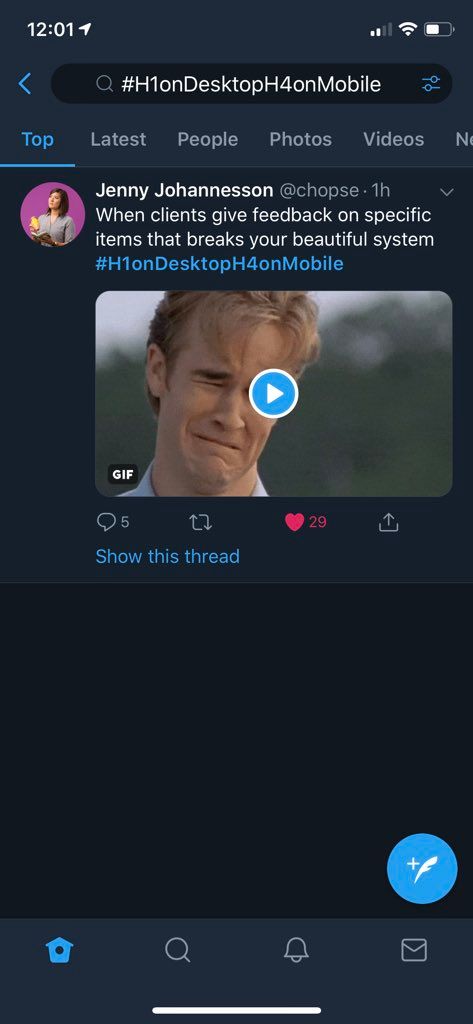 12:01
#H1onDesktopH4onMobile
Top Latest People Photos Videos Ne
Jenny Johannesson @chopse · 1h
When clients give feedback on specific
items that breaks your beautiful system
#H1onDesktopH4onMobile
GIF
5 29
Show this thread